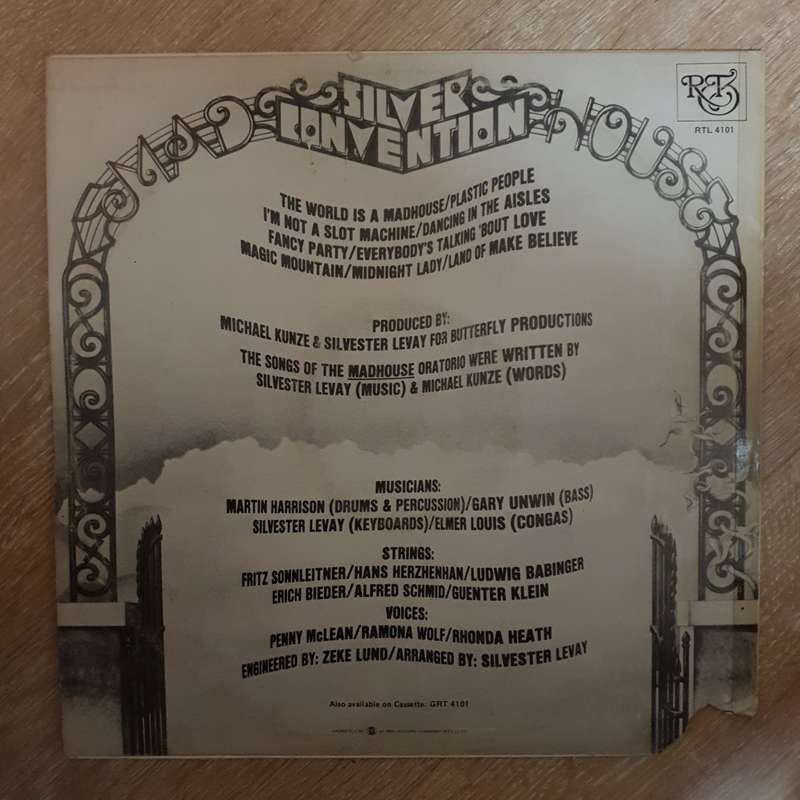 MAD
SILVER
CONVENTION
HOUSE
RT
RTL 4101
THE WORLD IS A MADHOUSE/PLASTIC PEOPLE
I'M NOT A SLOT MACHINE/DANCING IN THE AISLES
FANCY PARTY/EVERYBODY'S TALKING 'BOUT LOVE
MAGIC MOUNTAIN/MIDNIGHT LADY/LAND OF MAKE BELIEVE
PRODUCED BY:
MICHAEL KUNZE & SILVESTER LEVAY FOR BUTTERFLY PRODUCTIONS
THE SONGS OF THE MADHOUSE ORATORIO WERE WRITTEN BY
SILVESTER LEVAY (MUSIC) & MICHAEL KUNZE (WORDS)
MUSICIANS:
MARTIN HARRISON (DRUMS & PERCUSSION)/GARY UNWIN (BASS)
SILVESTER LEVAY (KEYBOARDS)/ELMER LOUIS (CONGAS)
STRINGS:
FRITZ SONNLEITNER/HANS HERZHENHAN/LUDWIG BABINGER
ERICH BIEDER/ALFRED SCHMID/GUENTER KLEIN
VOICES:
PENNY McLEAN/RAMONA WOLF/RHONDA HEATH
ENGINEERED BY: ZEKE LUND/ARRANGED BY: SILVESTER LEVAY
Also available on Cassette: GRT 4101